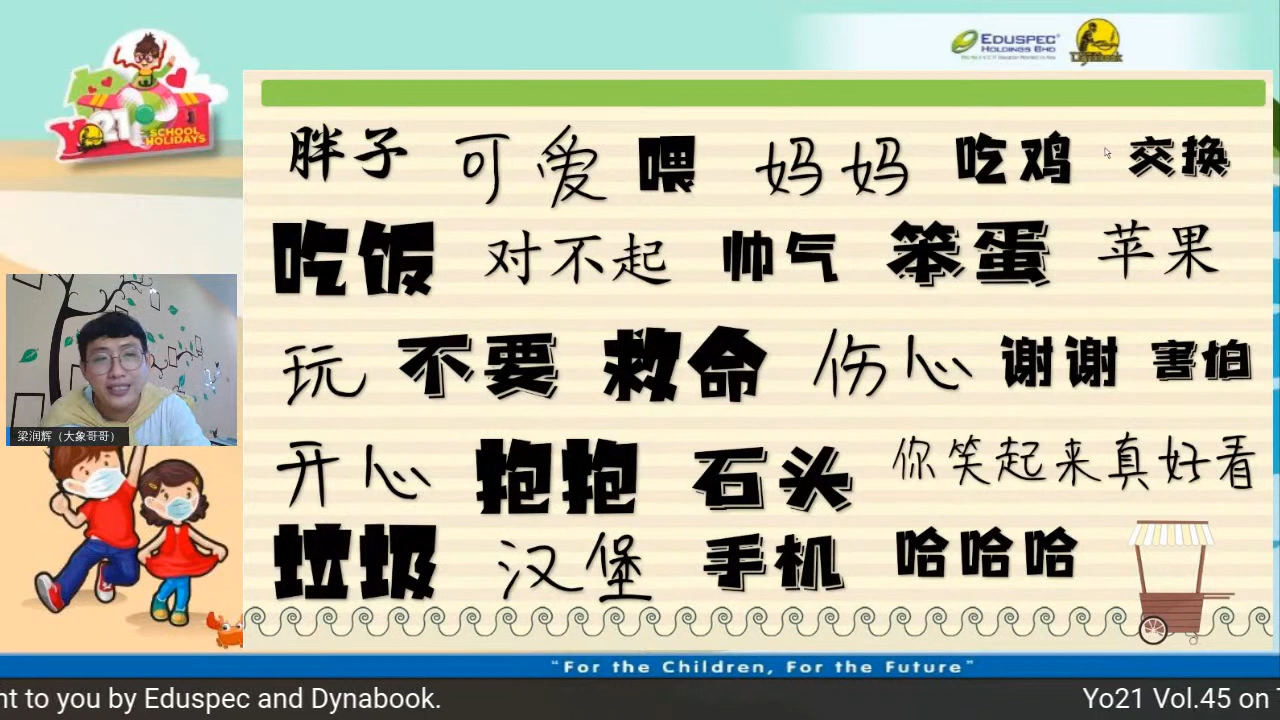 EDUSPEC
HOLDINGS BHD
Dynabook
Yo21
SCHOOL
HOLIDAYS
胖子 可爱 喂 妈妈 吃鸡 交换
吃饭 对不起 帅气 笨蛋 苹果
玩 不要 救命 伤心 谢谢 害怕
开心 抱抱 石头 你笑起来真好看
垃圾 汉堡 手机 哈哈哈
梁润辉（大象哥哥）
“For the Children, For the Future”
nt to you by Eduspec and Dynabook. Yo21 Vol.45 on